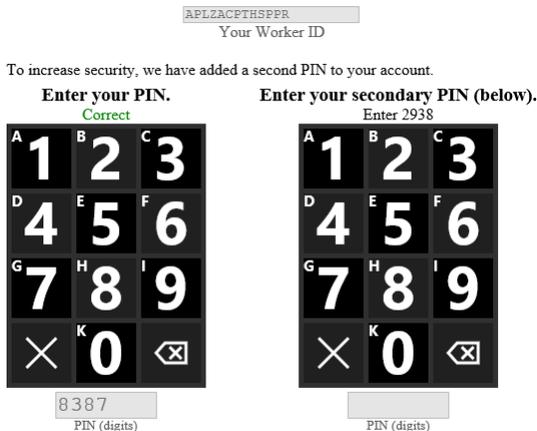 APLZACPTHSPPR
Your Worker ID
To increase security, we have added a second PIN to your account.
Enter your PIN.
Correct
A 1 B 2 C 3
D 4 E 5 F 6
G 7 H 8 I 9
K 0
8387
PIN (digits)
Enter your secondary PIN (below).
Enter 2938
A 1 B 2 C 3
D 4 E 5 F 6
G 7 H 8 I 9
K 0
PIN (digits)